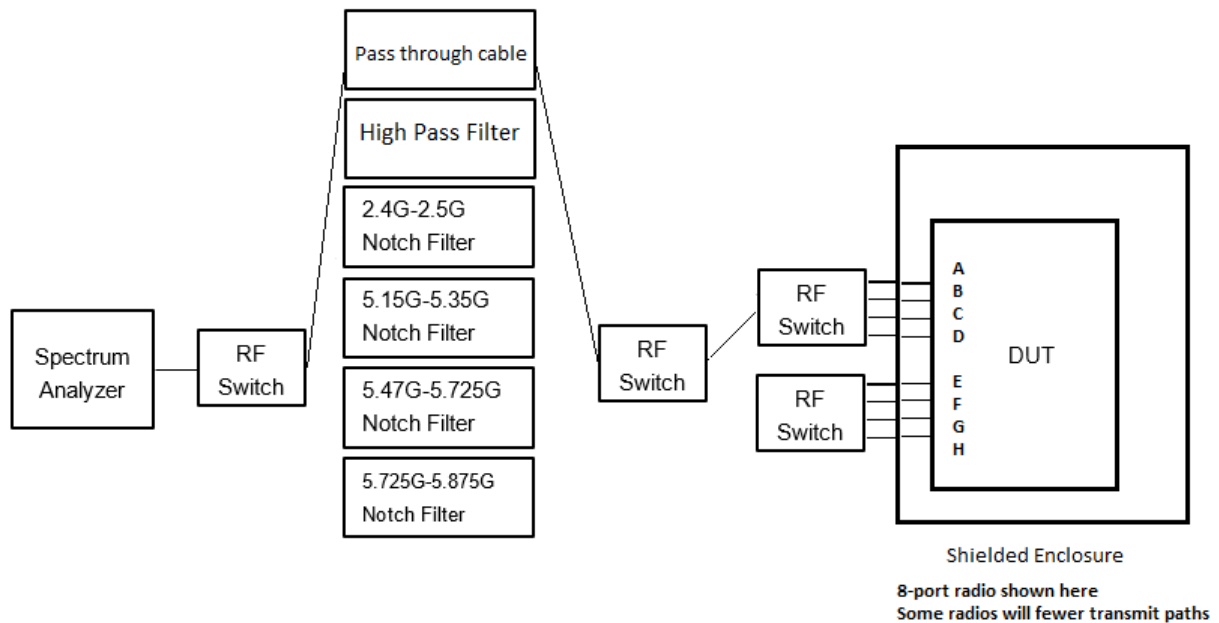 Pass through cable
High Pass Filter
2.4G-2.5G
Notch Filter
5.15G-5.35G
Notch Filter
5.47G-5.725G
Notch Filter
5.725G-5.875G
Notch Filter
Spectrum
Analyzer
RF
Switch
RF
Switch
RF
Switch
RF
Switch
A
B
C
D
E
F
G
H
DUT
Shielded Enclosure
8-port radio shown here
Some radios will fewer transmit paths